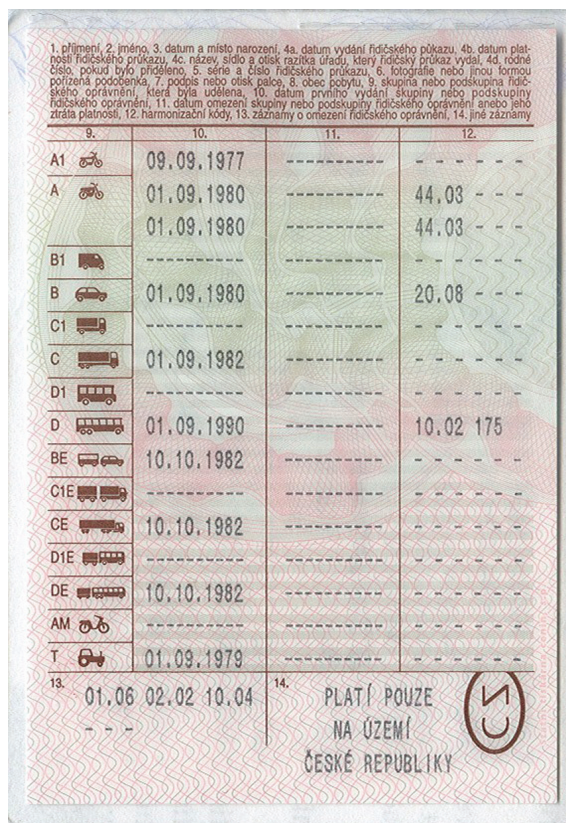 1. příjmení, 2. jméno, 3. datum a místo narození, 4a. datum vydání řidičského půkazu, 4b. datum plat-
nosti řidičského průkazu, 4c. název, sídlo a otisk razítka úřadu, který řidičský průkaz vydal, 4d. rodné
číslo, pokud bylo přiděleno, 5. série a číslo řidičského průkazu, 6. fotografie nebo jinou formou
pořízená podobenka, 7. podpis nebo otisk palce, 8. obec pobytu, 9. skupina nebo podskupina řidič-
ského oprávnění, která byla udělena, 10. datum prvního vydání skupiny nebo podskupiny
řidičského oprávnění, 11. datum omezení skupiny nebo podskupiny řidičského oprávnění anebo jeho
ztráta platnosti, 12. harmonizační kódy, 13. záznamy o omezení řidičského oprávnění, 14. jiné záznamy
9. 10. 11. 12.
A1 09.09.1977 --------- - - - - - -
A 01.09.1980 --------- 44.03 - - -
01.09.1980 --------- 44.03 - - -
B1 --------- --------- - - - - - -
B 01.09.1980 --------- 20.08 - - -
C1 --------- --------- - - - - - -
C 01.09.1982 --------- - - - - - -
D1 --------- --------- - - - - - -
D 01.09.1990 --------- 10.02 175
BE 10.10.1982 --------- - - - - - -
C1E --------- --------- - - - - - -
CE 10.10.1982 --------- - - - - - -
D1E --------- --------- - - - - - -
DE 10.10.1982 --------- - - - - - -
AM --------- --------- - - - - - -
T 01.09.1979 --------- - - - - - -
13. 01.06 02.02 10.04
- - -
14. PLATÍ POUZE
NA ÚZEMÍ
ČESKÉ REPUBLIKY